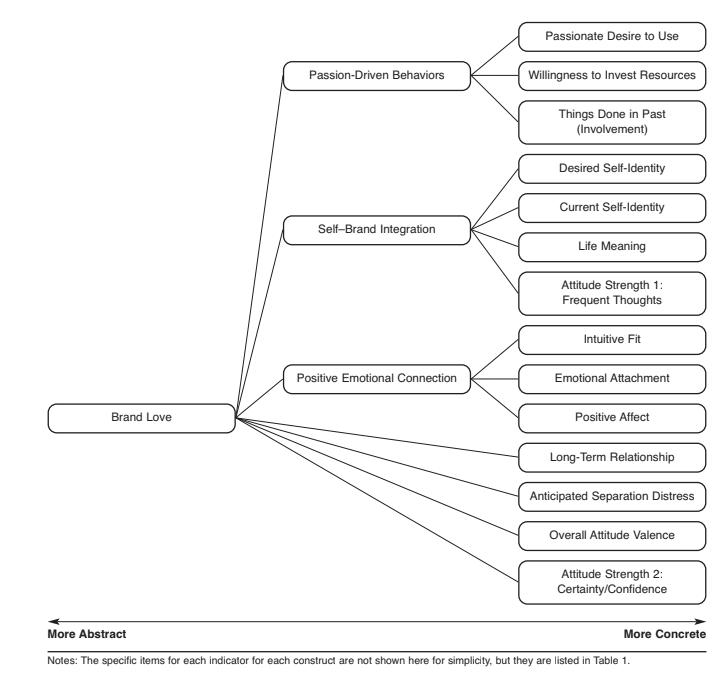 Passionate Desire to Use
Passion-Driven Behaviors
Willingness to Invest Resources
Things Done in Past
(Involvement)
Desired Self-Identity
Current Self-Identity
Self–Brand Integration
Life Meaning
Attitude Strength 1:
Frequent Thoughts
Intuitive Fit
Positive Emotional Connection
Emotional Attachment
Brand Love
Positive Affect
Long-Term Relationship
Anticipated Separation Distress
Overall Attitude Valence
Attitude Strength 2:
Certainty/Confidence
More Abstract
More Concrete
Notes: The specific items for each indicator for each construct are not shown here for simplicity, but they are listed in Table 1.